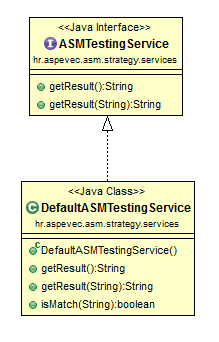 <<Java Interface>>
ASMTestingService
hr.aspevec.asm.strategy.services
getResult():String
getResult(String):String
<<Java Class>>
DefaultASMTestingService
hr.aspevec.asm.strategy.services
DefaultASMTestingService()
getResult():String
getResult(String):String
isMatch(String):boolean